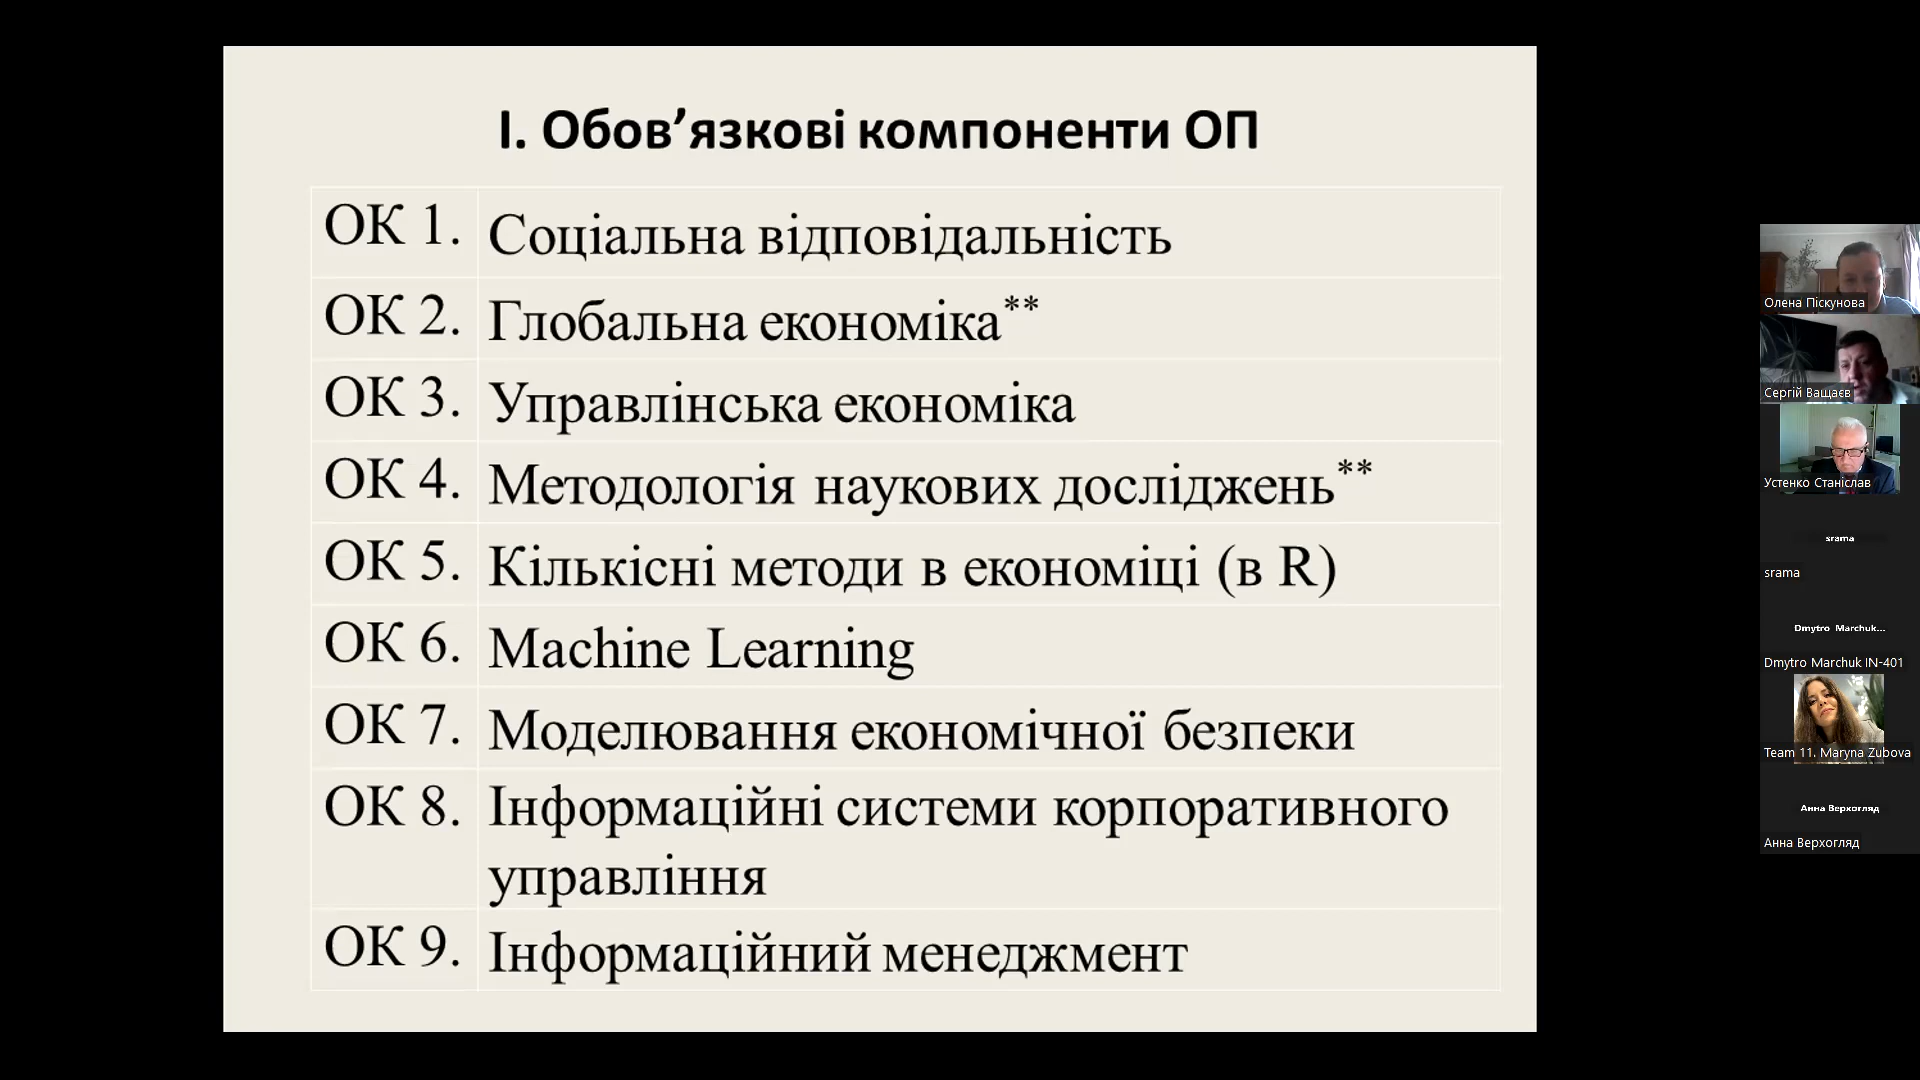 І. Обов’язкові компоненти ОП
ОК 1. Соціальна відповідальність
ОК 2. Глобальна економіка**
ОК 3. Управлінська економіка
ОК 4. Методологія наукових досліджень**
ОК 5. Кількісні методи в економіці (в R)
ОК 6. Machine Learning
ОК 7. Моделювання економічної безпеки
ОК 8. Інформаційні системи корпоративного
управління
ОК 9. Інформаційний менеджмент
Олена Піскунова
Сергій Ващаєв
Устенко Станіслав
srama
srama
Dmytro Marchuk...
Dmytro Marchuk IN-401
Team 11. Maryna Zubova
Анна Верхогляд
Анна Верхогляд